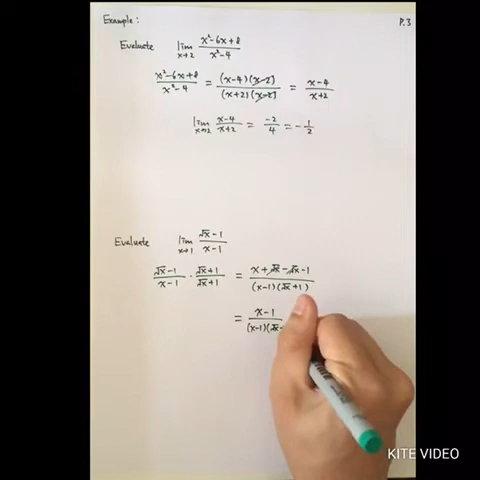 Example:
P.3
Evaluate lim x→2 x²-6x+8 / x²-4
x²-6x+8 / x²-4 = (x-4)(x-2) / (x+2)(x-2) = x-4 / x+2
lim x→2 x-4 / x+2 = -2/4 = -1/2
Evaluate lim x→1 √x-1 / x-1
√x-1 / x-1 · √x+1 / √x+1 = x+√x-√x-1 / (x-1)(√x+1)
= x-1 / (x-1)(√x
KITE VIDEO